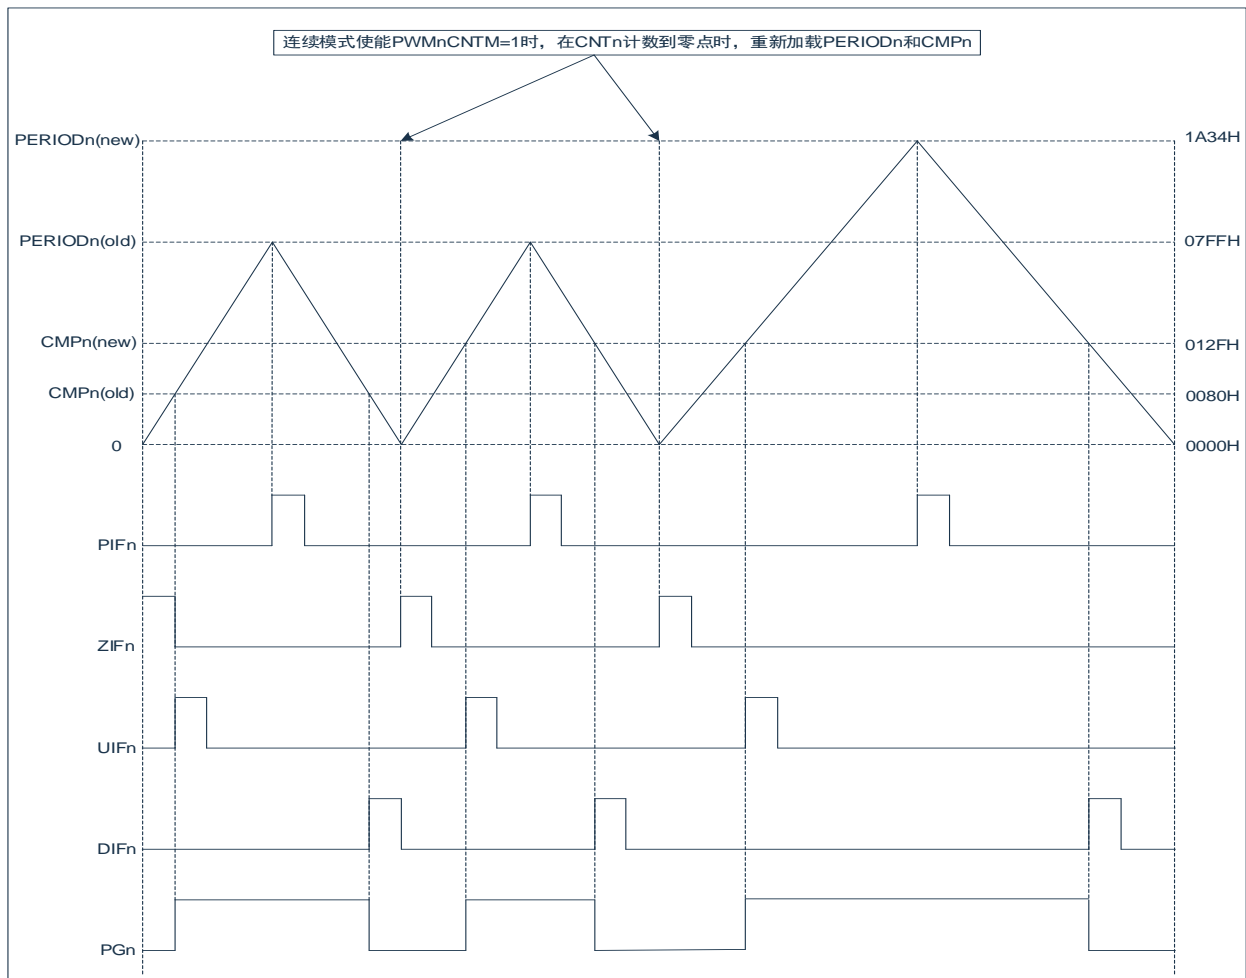 连续模式使能PWMnCNTM=1时，在CNTn计数到零点时，重新加载PERIODn和CMPn
PERIODn(new)
1A34H
PERIODn(old)
07FFH
CMPn(new)
012FH
CMPn(old)
0080H
0
0000H
PIFn
ZIFn
UIFn
DIFn
PGn